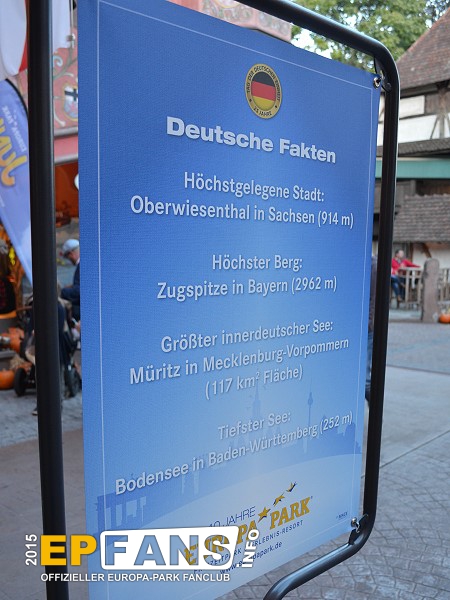 Deutsche Fakten
Höchstgelegene Stadt:
Oberwiesenthal in Sachsen (914 m)
Höchster Berg:
Zugspitze in Bayern (2962 m)
Größter innerdeutscher See:
Müritz in Mecklenburg-Vorpommern
(117 km² Fläche)
Tiefster See:
Bodensee in Baden-Württemberg (252 m)
JAHRE
EUROPA PARK®
2015
EPFANS INFO
OFFIZIELLER EUROPA-PARK FANCLUB